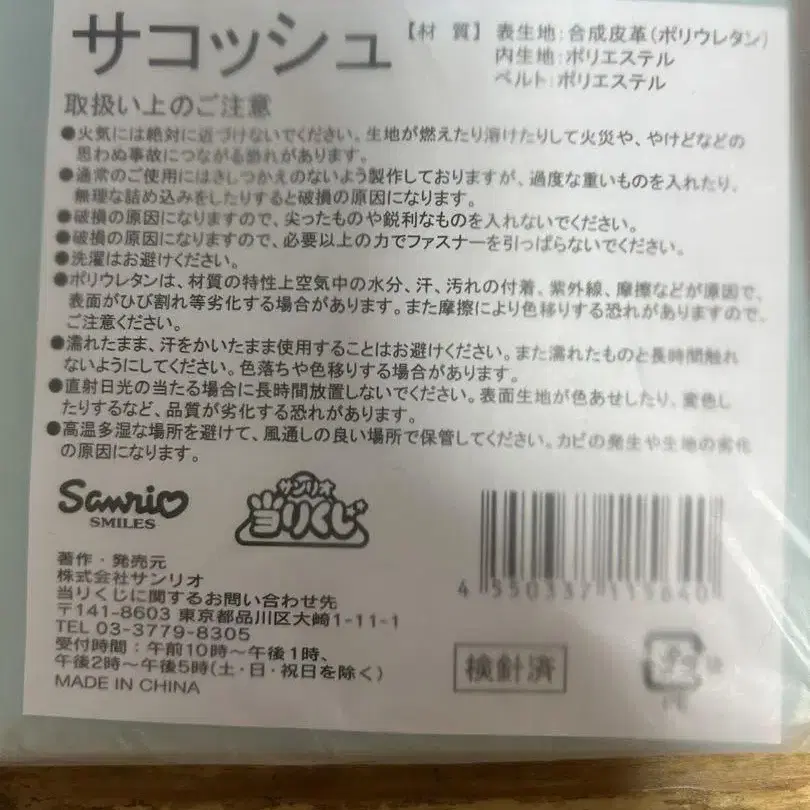 サコッシュ
【材 質】 表生地：合成皮革（ポリウレタン）
内生地：ポリエステル
ベルト：ポリエステル
取扱い上のご注意
●火気には絶対に近づけないでください。生地が燃えたり溶けたりして火災や、やけどなどの
思わぬ事故につながる恐れがあります。
●通常のご使用にはさしつかえのないよう製作しておりますが、過度な重いものを入れたり、
無理な詰め込みをしたりすると破損の原因になります。
●破損の原因になりますので、尖ったものや鋭利なものを入れないでください。
●破損の原因になりますので、必要以上の力でファスナーを引っぱらないでください。
●洗濯はお避けください。
●ポリウレタンは、材質の特性上空気中の水分、汗、汚れの付着、紫外線、摩擦などが原因で、
表面がひび割れ等劣化する場合があります。また摩擦により色移りする恐れがありますので、
ご注意ください。
●濡れたまま、汗をかいたまま使用することはお避けください。また濡れたものと長時間触れ
ないようにしてください。色落ちや色移りする場合があります。
●直射日光の当たる場合に長時間放置しないでください。表面生地が色あせしたり、変色し
たりするなど、品質が劣化する恐れがあります。
●高温多湿な場所を避けて、風通しの良い場所で保管してください。カビの発生や生地の劣化
の原因になります。
Sanrio
SMILES
サンリオ
当りくじ
著作・発売元
株式会社サンリオ
当りくじに関するお問い合わせ先
〒141-8603 東京都品川区大崎1-11-1
TEL 03-3779-8305
受付時間：午前10時～午後1時、
午後2時～午後5時（土・日・祝日を除く）
MADE IN CHINA
4 550337 115640
検針済